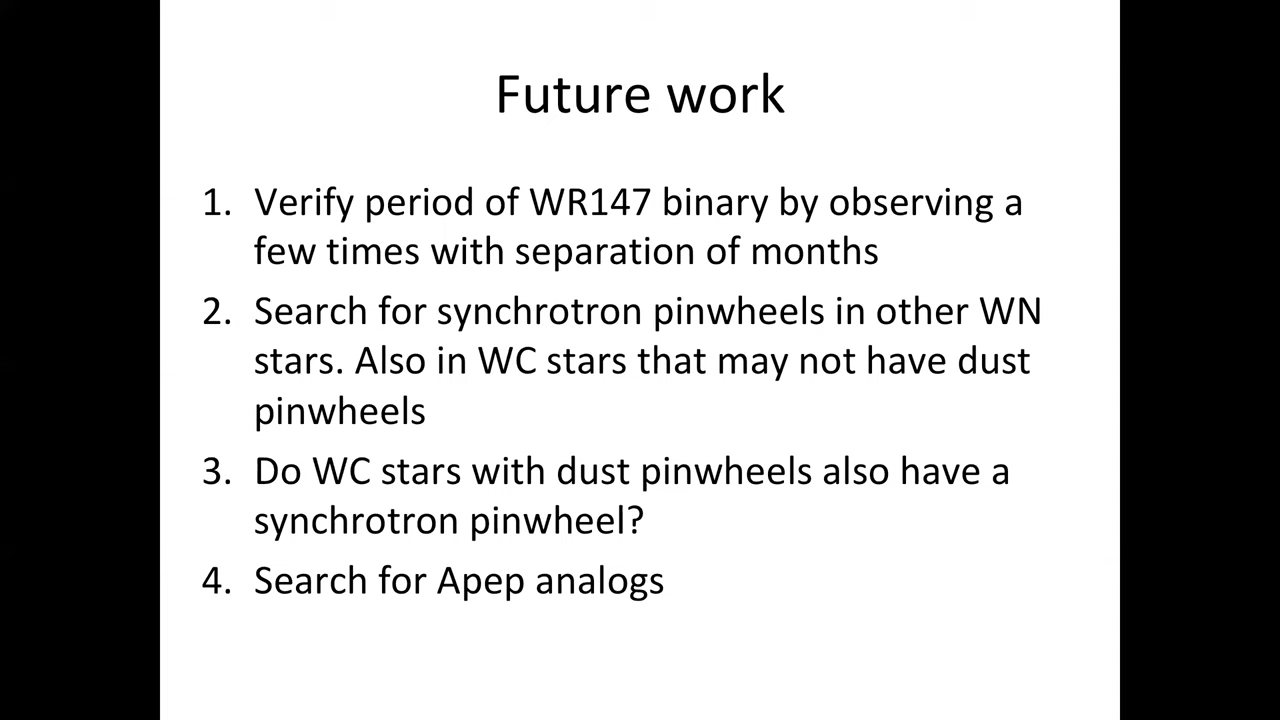 Future work
1. Verify period of WR147 binary by observing a
few times with separation of months
2. Search for synchrotron pinwheels in other WN
stars. Also in WC stars that may not have dust
pinwheels
3. Do WC stars with dust pinwheels also have a
synchrotron pinwheel?
4. Search for Apep analogs